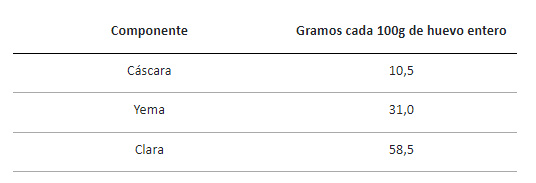 Componente Gramos cada 100g de huevo entero
Cáscara 10,5
Yema 31,0
Clara 58,5